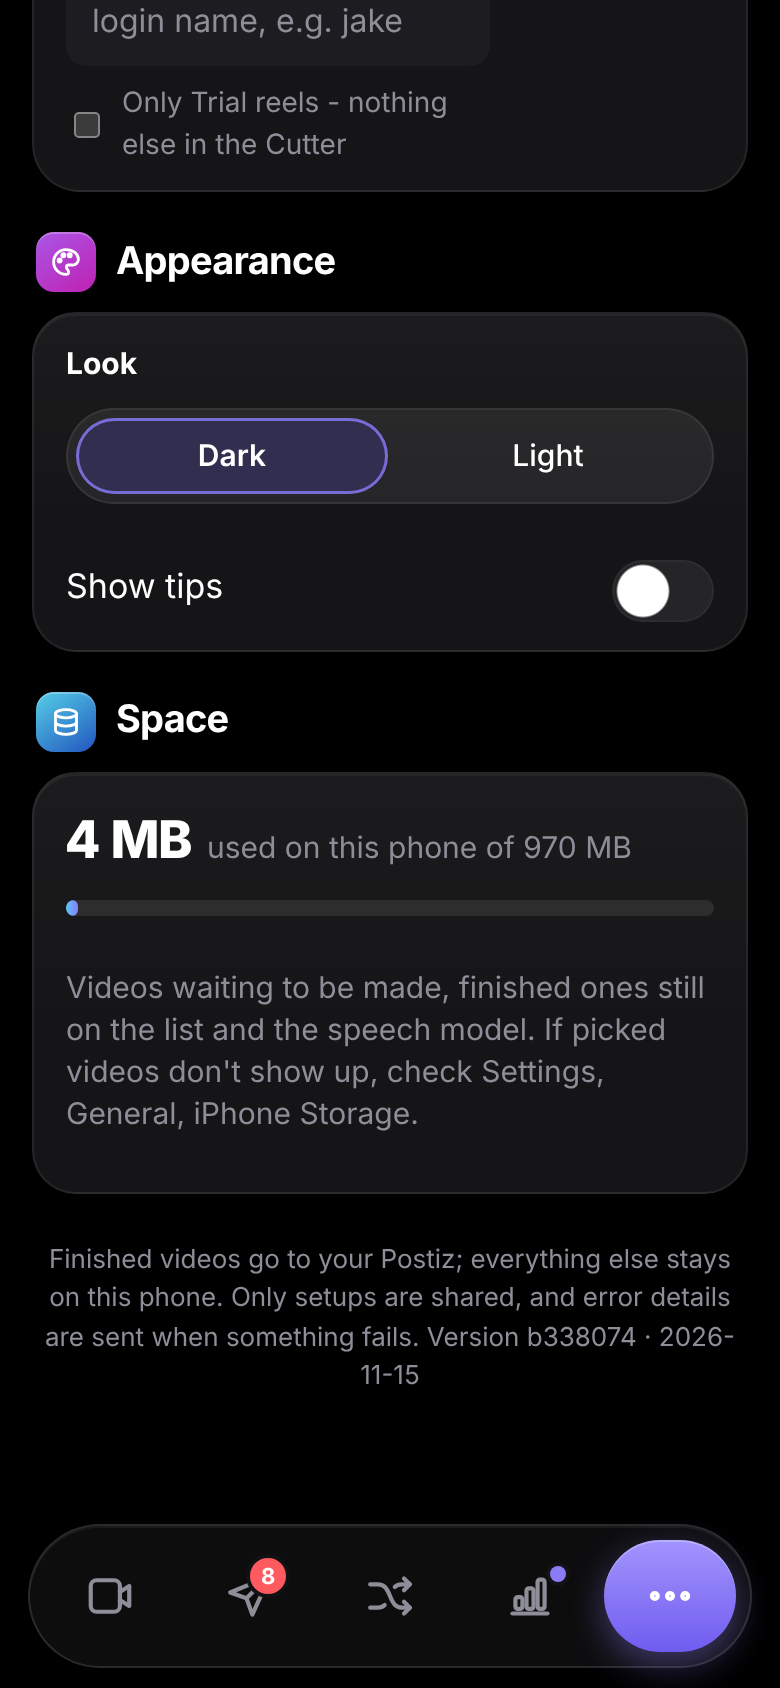 login name, e.g. jake
Only Trial reels - nothing
else in the Cutter
Appearance
Look
Dark
Light
Show tips
Space
4 MB used on this phone of 970 MB
Videos waiting to be made, finished ones still
on the list and the speech model. If picked
videos don't show up, check Settings,
General, iPhone Storage.
Finished videos go to your Postiz; everything else stays
on this phone. Only setups are shared, and error details
are sent when something fails. Version b338074 · 2026-
11-15
8